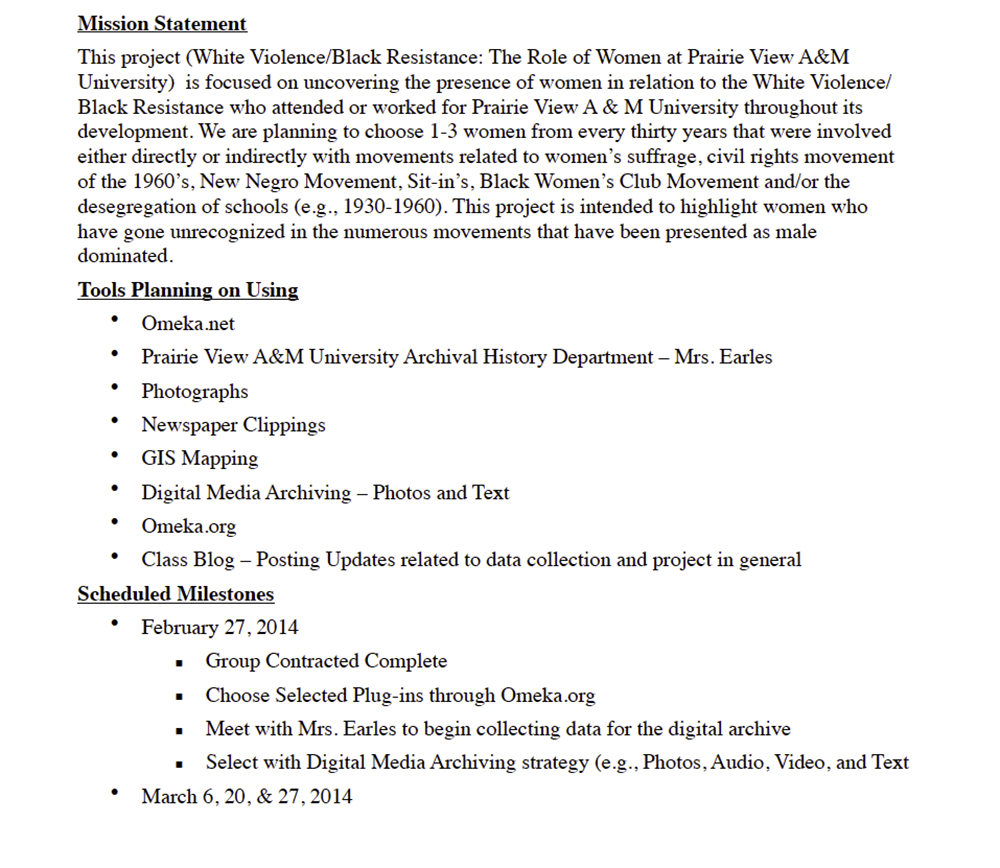 Mission Statement
This project (White Violence/Black Resistance: The Role of Women at Prairie View A&M
University)  is focused on uncovering the presence of women in relation to the White Violence/
Black Resistance who attended or worked for Prairie View A & M University throughout its
development. We are planning to choose 1-3 women from every thirty years that were involved
either directly or indirectly with movements related to women’s suffrage, civil rights movement
of the 1960’s, New Negro Movement, Sit-in’s, Black Women’s Club Movement and/or the
desegregation of schools (e.g., 1930-1960). This project is intended to highlight women who
have gone unrecognized in the numerous movements that have been presented as male
dominated.
Tools Planning on Using
• Omeka.net
• Prairie View A&M University Archival History Department – Mrs. Earles
• Photographs
• Newspaper Clippings
• GIS Mapping
• Digital Media Archiving – Photos and Text
• Omeka.org
• Class Blog – Posting Updates related to data collection and project in general
Scheduled Milestones
• February 27, 2014
▪ Group Contracted Complete
▪ Choose Selected Plug-ins through Omeka.org
▪ Meet with Mrs. Earles to begin collecting data for the digital archive
▪ Select with Digital Media Archiving strategy (e.g., Photos, Audio, Video, and Text
• March 6, 20, & 27, 2014